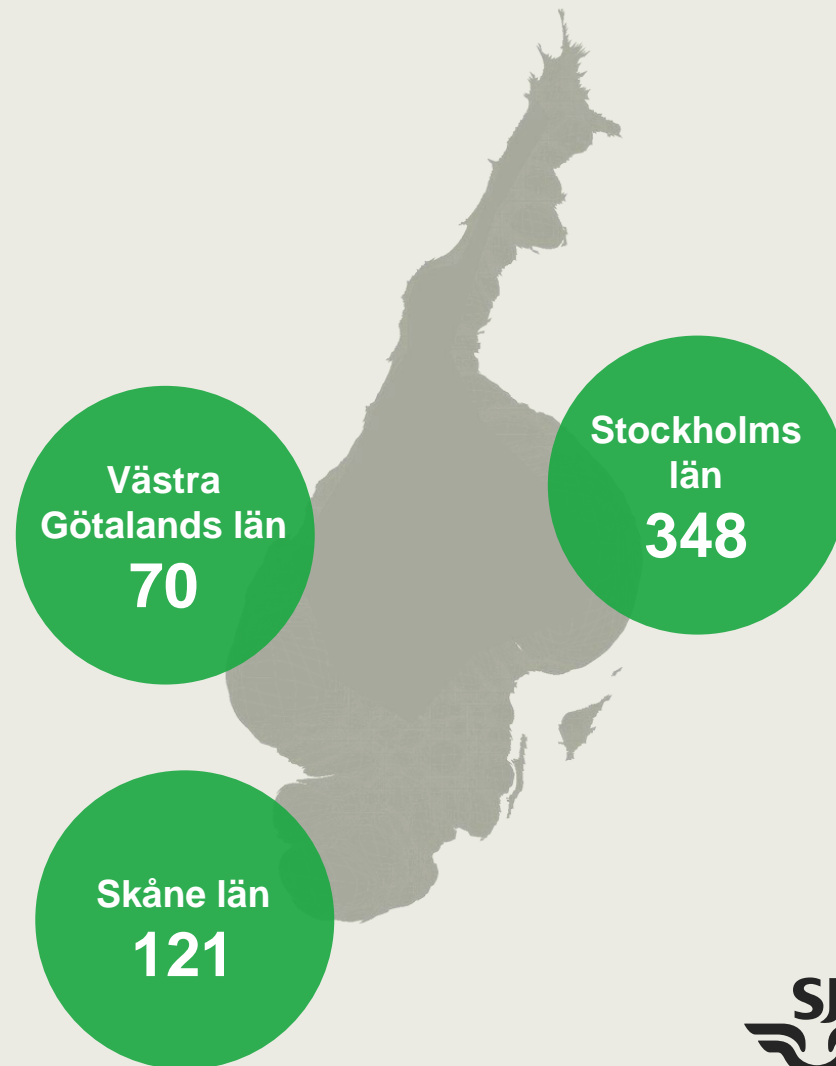 Stockholms
län
348
Västra
Götalands län
70
Skåne län
121
SJ